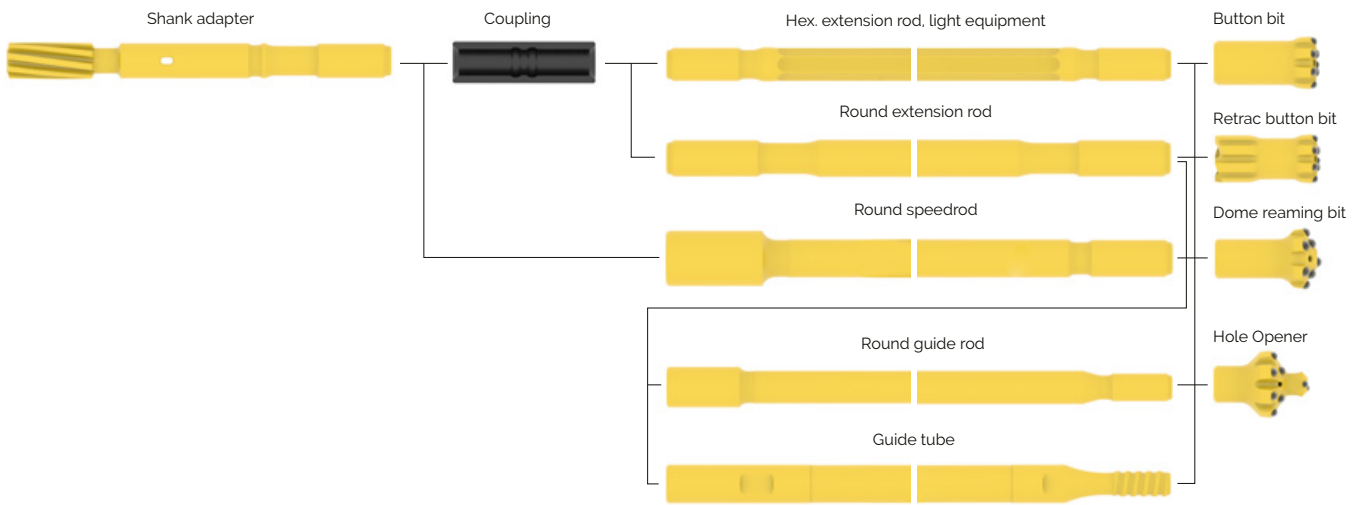 Shank adapter
Coupling
Hex. extension rod, light equipment
Button bit
Round extension rod
Retrac button bit
Round speedrod
Dome reaming bit
Round guide rod
Hole Opener
Guide tube